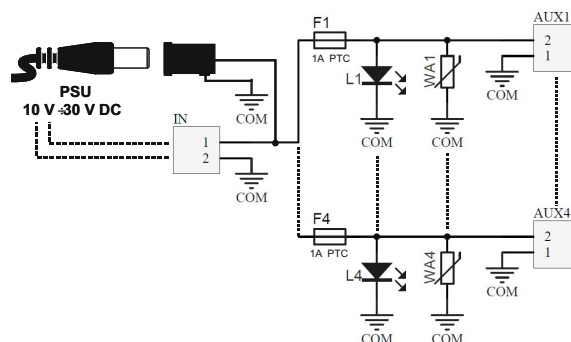 F1
AUX1
1A PTC
2
1
L1
WA1
COM
COM
COM
COM
PSU
10 V÷30 V DC
IN
1
2
COM
F4
AUX4
1A PTC
2
1
L4
WA4
COM
COM
COM